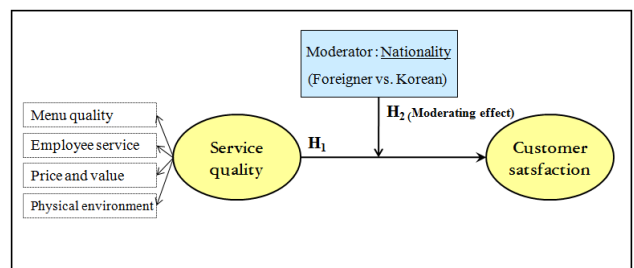 Moderator : Nationality
(Foreigner vs. Korean)
Menu quality
Employee service
Price and value
Physical environment
Service
quality
H1
H2 (Moderating effect)
Customer
satsfaction